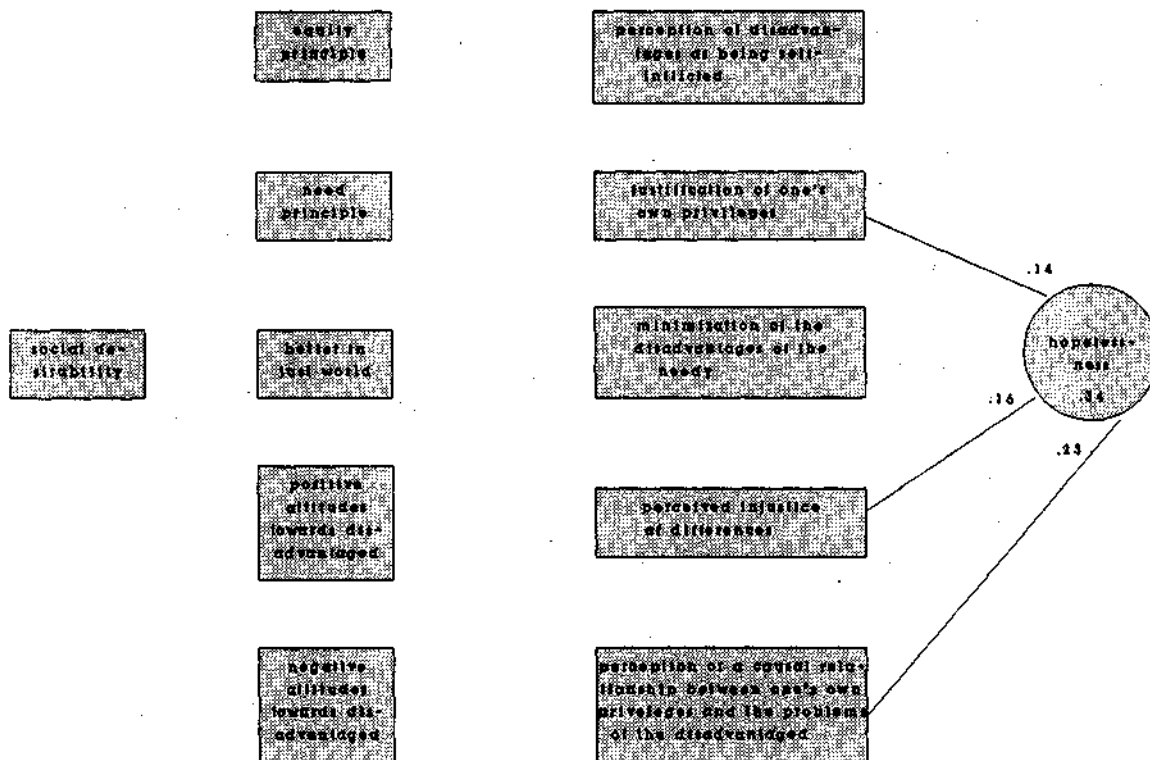 equity
principle
perception of disadvan-
tages as being self-
inflicted
need
principle
justification of one's
own privileges
.14
social de-
sirability
belief in
just world
minimization of the
disadvantages of the
needy
hopeless-
ness
.34
.16
.23
positive
attitudes
towards dis-
advantaged
perceived injustice
of differences
negative
attitudes
towards dis-
advantaged
perception of a causal rela-
tionship between one's own
priveleges and the problems
of the disadvantaged